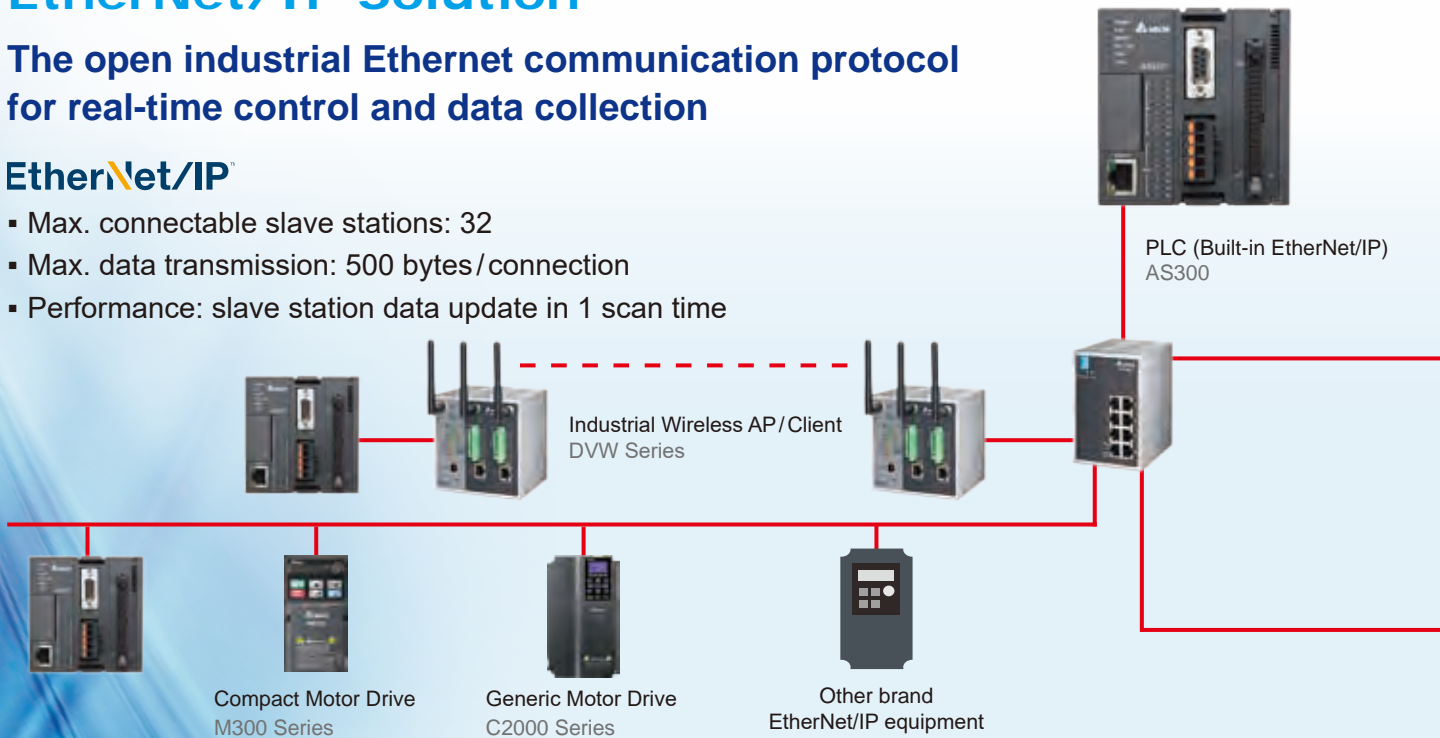 EtherNet/IP Solution
The open industrial Ethernet communication protocol
for real-time control and data collection
EtherNet/IP™
▪ Max. connectable slave stations: 32
▪ Max. data transmission: 500 bytes/connection
▪ Performance: slave station data update in 1 scan time
PLC (Built-in EtherNet/IP)
AS300
Industrial Wireless AP/Client
DVW Series
Compact Motor Drive
M300 Series
Generic Motor Drive
C2000 Series
Other brand
EtherNet/IP equipment